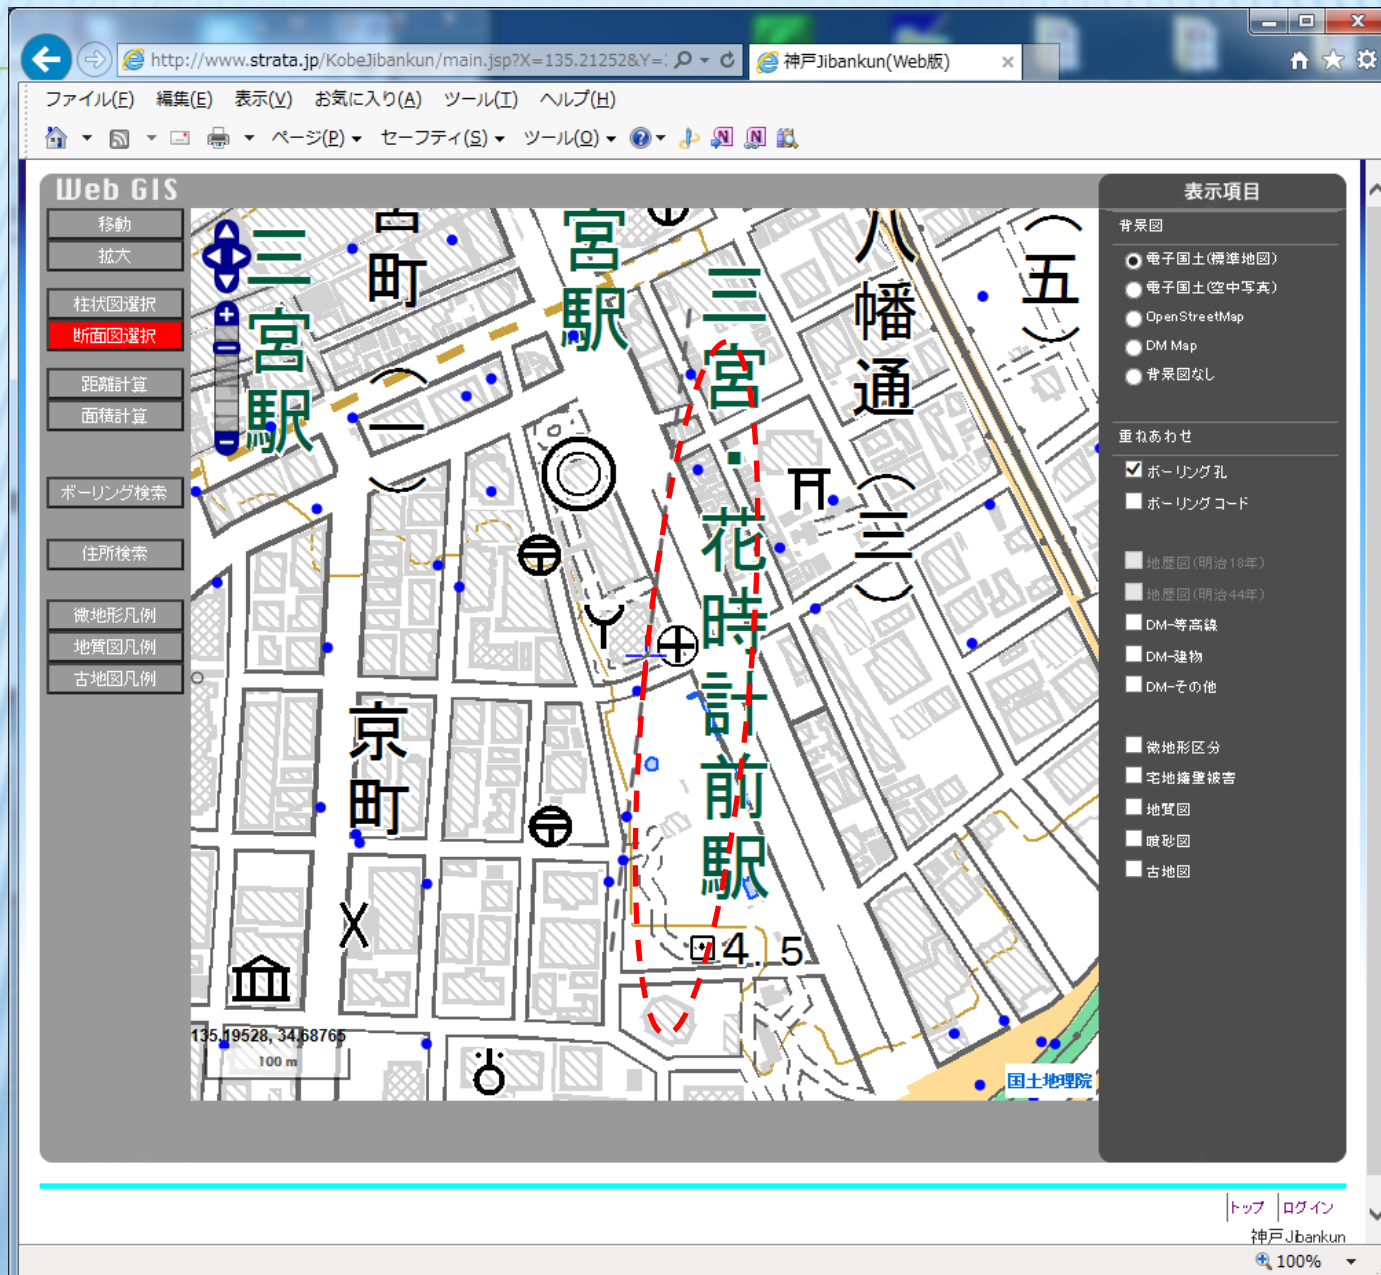 http://www.strata.jp/KobeJibankun/main.jsp?X=135.21252&Y=
神戸Jibankun(Web版)
ファイル(F) 編集(E) 表示(V) お気に入り(A) ツール(T) ヘルプ(H)
ページ(P) セーフティ(S) ツール(O)
Web GIS
移動
拡大
柱状図選択
断面図選択
距離計算
面積計算
ボーリング検索
住所検索
微地形凡例
地質図凡例
古地図凡例
三宮駅
宮町
(一)
宮駅
三宮・花時計前駅
八幡通
(三)
(五)
京町
4.5
135.19528, 34.68765
100 m
国土地理院
表示項目
背景図
電子国土(標準地図)
電子国土(空中写真)
OpenStreetMap
DM Map
背景図なし
重ねあわせ
ボーリング孔
ボーリングコード
地歴図(明治18年)
地歴図(明治44年)
DM-等高線
DM-建物
DM-その他
微地形区分
宅地擁壁被害
地質図
噴砂図
古地図
トップ ログイン
神戸Jibankun
100%